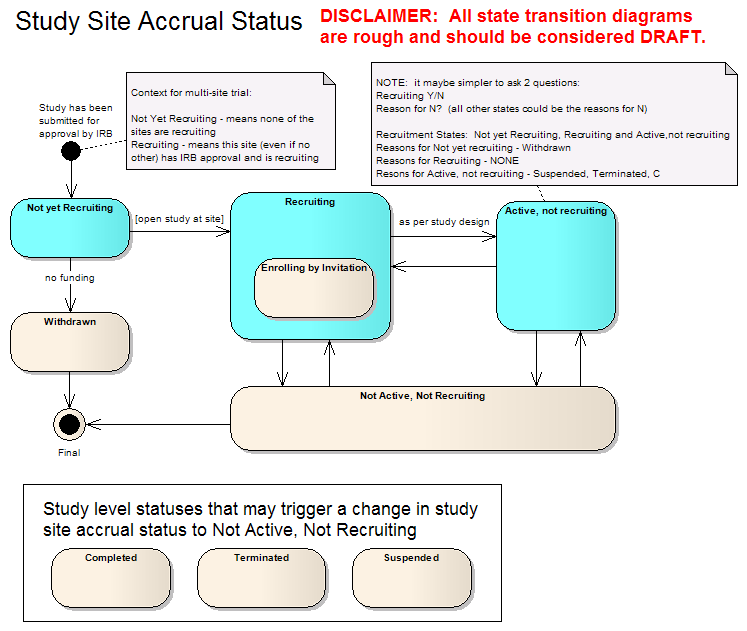 Study Site Accrual Status
DISCLAIMER:  All state transition diagrams
are rough and should be considered DRAFT.
Study has been
submitted for
approval by IRB
Context for multi-site trial:
Not Yet Recruiting - means none of the
sites are recruiting
Recruiting - means this site (even if no
other) has IRB approval and is recruiting
NOTE:  it maybe simpler to ask 2 questions:
Recruiting Y/N
Reason for N?  (all other states could be the reasons for N)
Recruitment States:  Not yet Recruiting, Recruiting and Active,not recruiting
Reasons for Not yet recruiting - Withdrawn
Reasons for Recruiting - NONE
Resons for Active, not recruiting - Suspended, Terminated, C
Not yet Recruiting
[open study at site]
Recruiting
as per study design
Active, not recruiting
Enrolling by Invitation
no funding
Withdrawn
Not Active, Not Recruiting
Final
Study level statuses that may trigger a change in study
site accrual status to Not Active, Not Recruiting
Completed
Terminated
Suspended